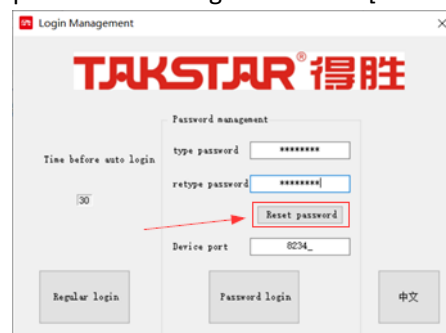 Login Management
TAKSTAR®得胜
Password management
Time before auto login
type password ********
retype password ********
30
Reset password
Device port 8234_
Regular login
Password login
中文